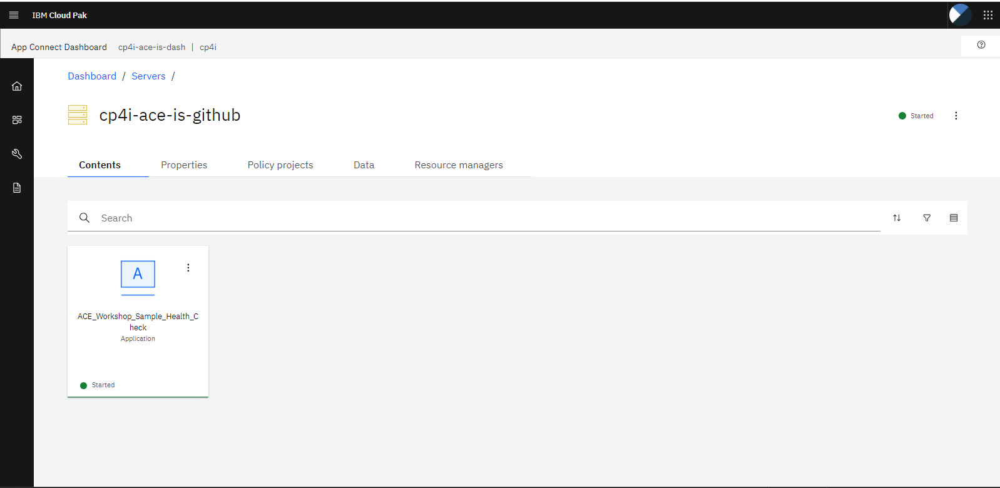 IBM Cloud Pak
App Connect Dashboard cp4i-ace-is-dash | cp4i
Dashboard / Servers /
cp4i-ace-is-github
Started
Contents Properties Policy projects Data Resource managers
Search
A
ACE_Workshop_Sample_Health_C
heck
Application
Started